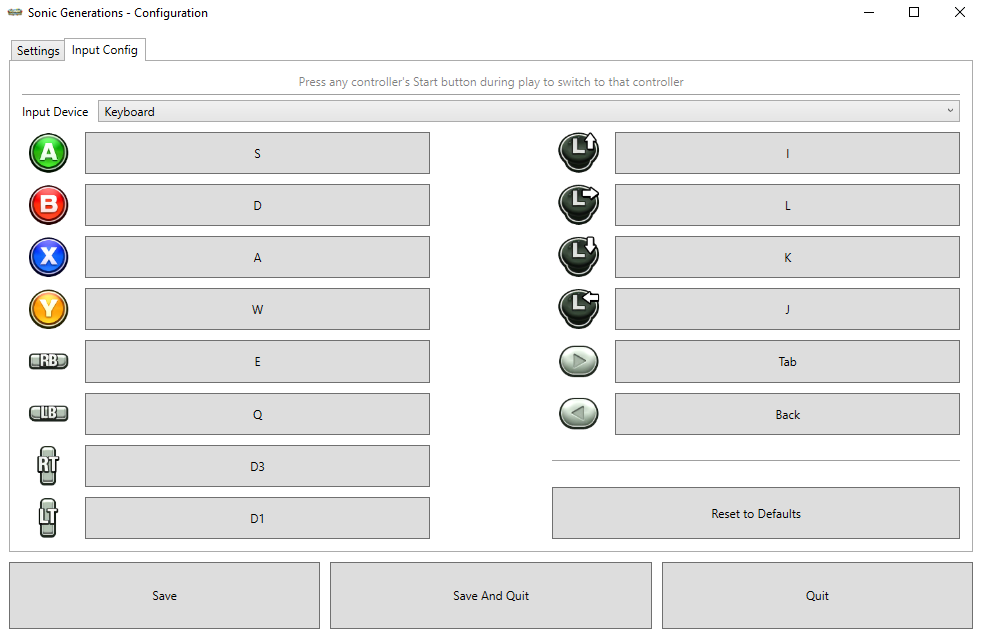 Sonic Generations - Configuration
Settings
Input Config
Press any controller's Start button during play to switch to that controller
Input Device
Keyboard
A
S
L
I
B
D
L
L
X
A
L
K
Y
W
L
J
RB
E
Tab
LB
Q
Back
RT
D3
LT
D1
Reset to Defaults
Save
Save And Quit
Quit